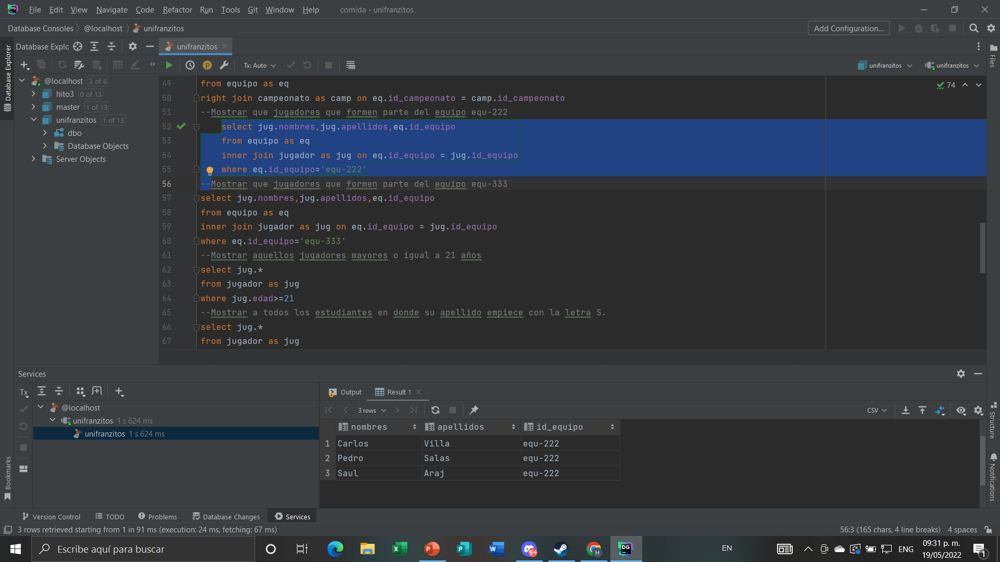 DG File Edit View Navigate Code Refactor Run Tools Git Window Help comida - unifranzitos
Database Consoles @localhost unifranzitos Add Configuration...
Database Explc unifranzitos
Tx: Auto unifranzitos unifranzitos
Database Explorer
Files
@localhost 3 of 6
hito3 0 of 13
master 1 of 13
unifranzitos 1 of 13
dbo
Database Objects
Server Objects
74
49 from equipo as eq
50 right join campeonato as camp on eq.id_campeonato = camp.id_campeonato
51 --Mostrar que jugadores que formen parte del equipo equ-222
52 select jug.nombres,jug.apellidos,eq.id_equipo
53 from equipo as eq
54 inner join jugador as jug on eq.id_equipo = jug.id_equipo
55 where eq.id_equipo='equ-222'
56 --Mostrar que jugadores que formen parte del equipo equ-333
57 select jug.nombres,jug.apellidos,eq.id_equipo
58 from equipo as eq
59 inner join jugador as jug on eq.id_equipo = jug.id_equipo
60 where eq.id_equipo='equ-333'
61 --Mostrar aquellos jugadores mayores o igual a 21 años
62 select jug.*
63 from jugador as jug
64 where jug.edad>=21
65 --Mostrar a todos los estudiantes en donde su apellido empiece con la letra S.
66 select jug.*
67 from jugador as jug
Services
Tx
@localhost
unifranzitos 1 s 624 ms
unifranzitos 1 s 624 ms
Output Result 1
3 rows CSV
nombres apellidos id_equipo
1 Carlos Villa equ-222
2 Pedro Salas equ-222
3 Saul Araj equ-222
Bookmarks
Structure
Notifications
Version Control TODO Problems Database Changes Services
3 rows retrieved starting from 1 in 91 ms (execution: 24 ms, fetching: 67 ms) 56:3 (165 chars, 4 line breaks) 4 spaces
Escribe aquí para buscar 9+ DG EN ENG 09:31 p. m.
19/05/2022 1